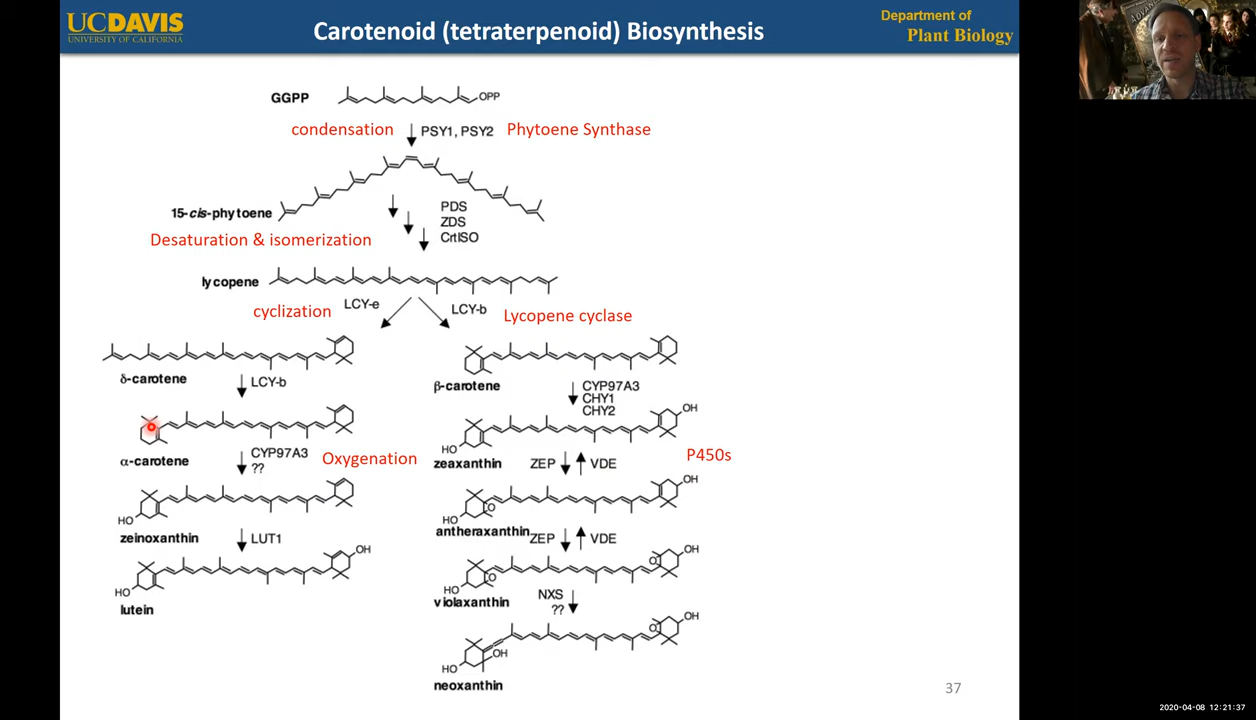 UCDAVIS
UNIVERSITY OF CALIFORNIA
Carotenoid (tetraterpenoid) Biosynthesis
Department of
Plant Biology
GGPP
OPP
condensation
PSY1, PSY2
Phytoene Synthase
15-cis-phytoene
PDS
ZDS
CrtISO
Desaturation & isomerization
lycopene
cyclization
LCY-e
LCY-b
Lycopene cyclase
δ-carotene
LCY-b
β-carotene
CYP97A3
CHY1
CHY2
OH
α-carotene
CYP97A3
??
Oxygenation
HO
zeaxanthin
ZEP
VDE
P450s
OH
HO
zeinoxanthin
LUT1
O
HO
antheraxanthin
ZEP
VDE
OH
HO
lutein
OH
O
O
HO
violaxanthin
NXS
??
OH
O
OH
HO
neoxanthin
37
2020-04-08 12:21:37